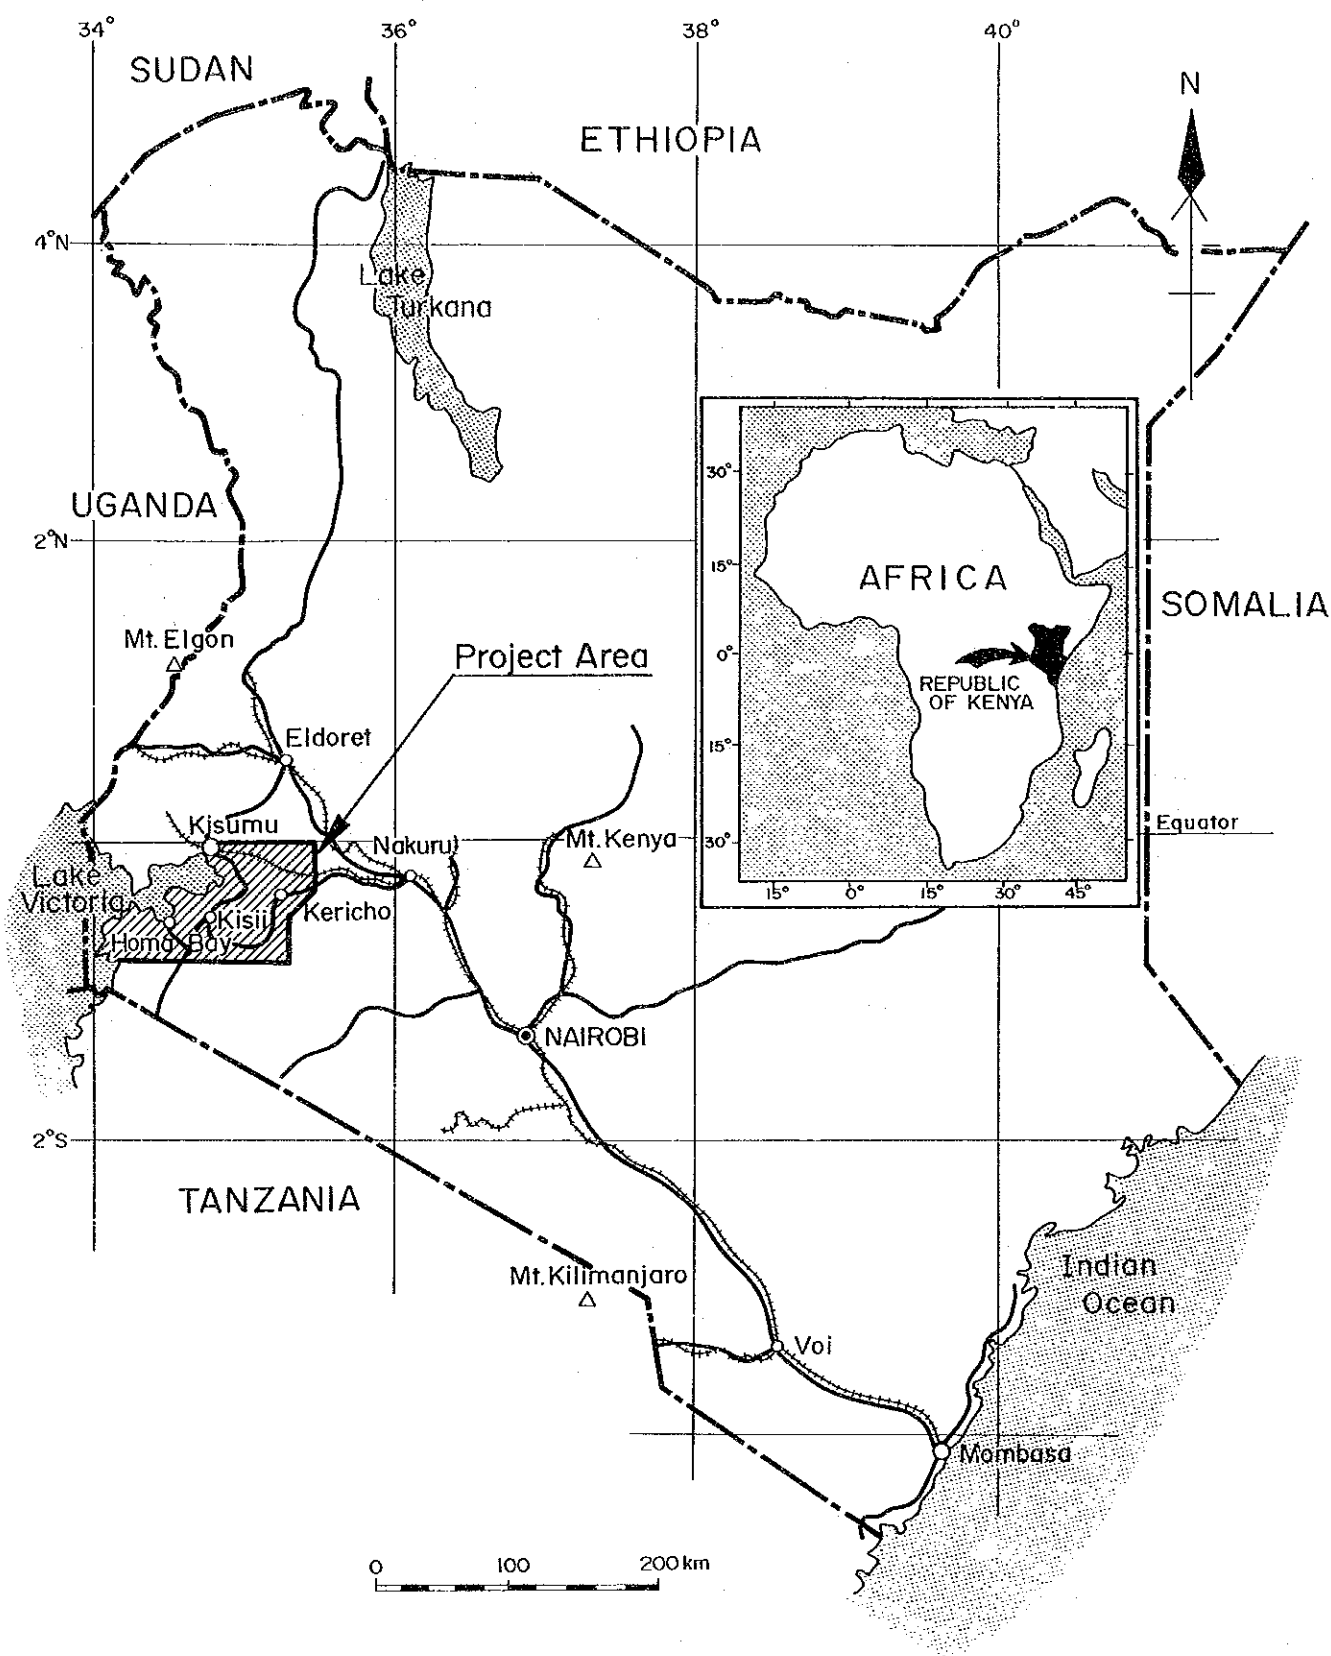 34° 36° 38° 40°
SUDAN
N
ETHIOPIA
4°N
Lake
Turkana
UGANDA
2°N
30°
15°
AFRICA
SOMALIA
0°
REPUBLIC
OF KENYA
15°
30°
15° 0° 15° 30° 45°
Mt. Elgon
Project Area
Eldoret
Equator
Kisumu
Nakuru
Mt. Kenya
Lake
Victoria
Kisii
Kericho
Homa Bay
NAIROBI
2°S
TANZANIA
Indian
Ocean
Mt. Kilimanjaro
Voi
Mombasa
0 100 200 km